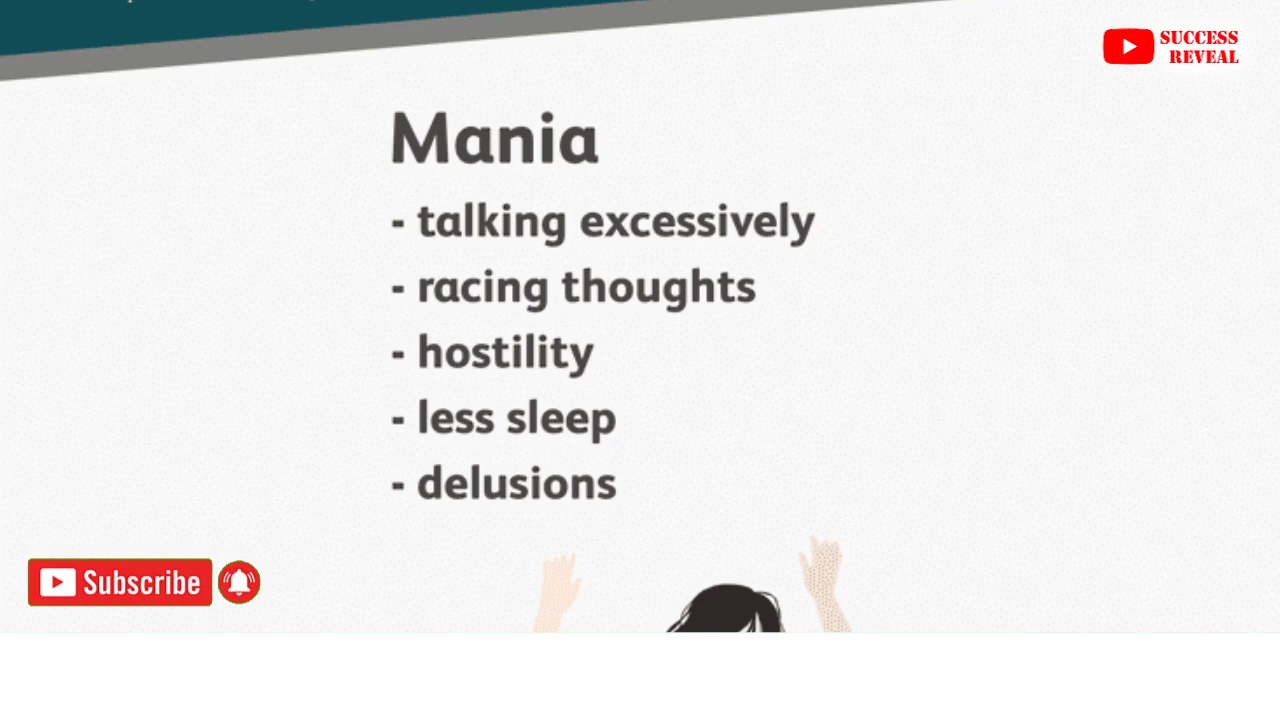 SUCCESS
REVEAL
Mania
- talking excessively
- racing thoughts
- hostility
- less sleep
- delusions
Subscribe